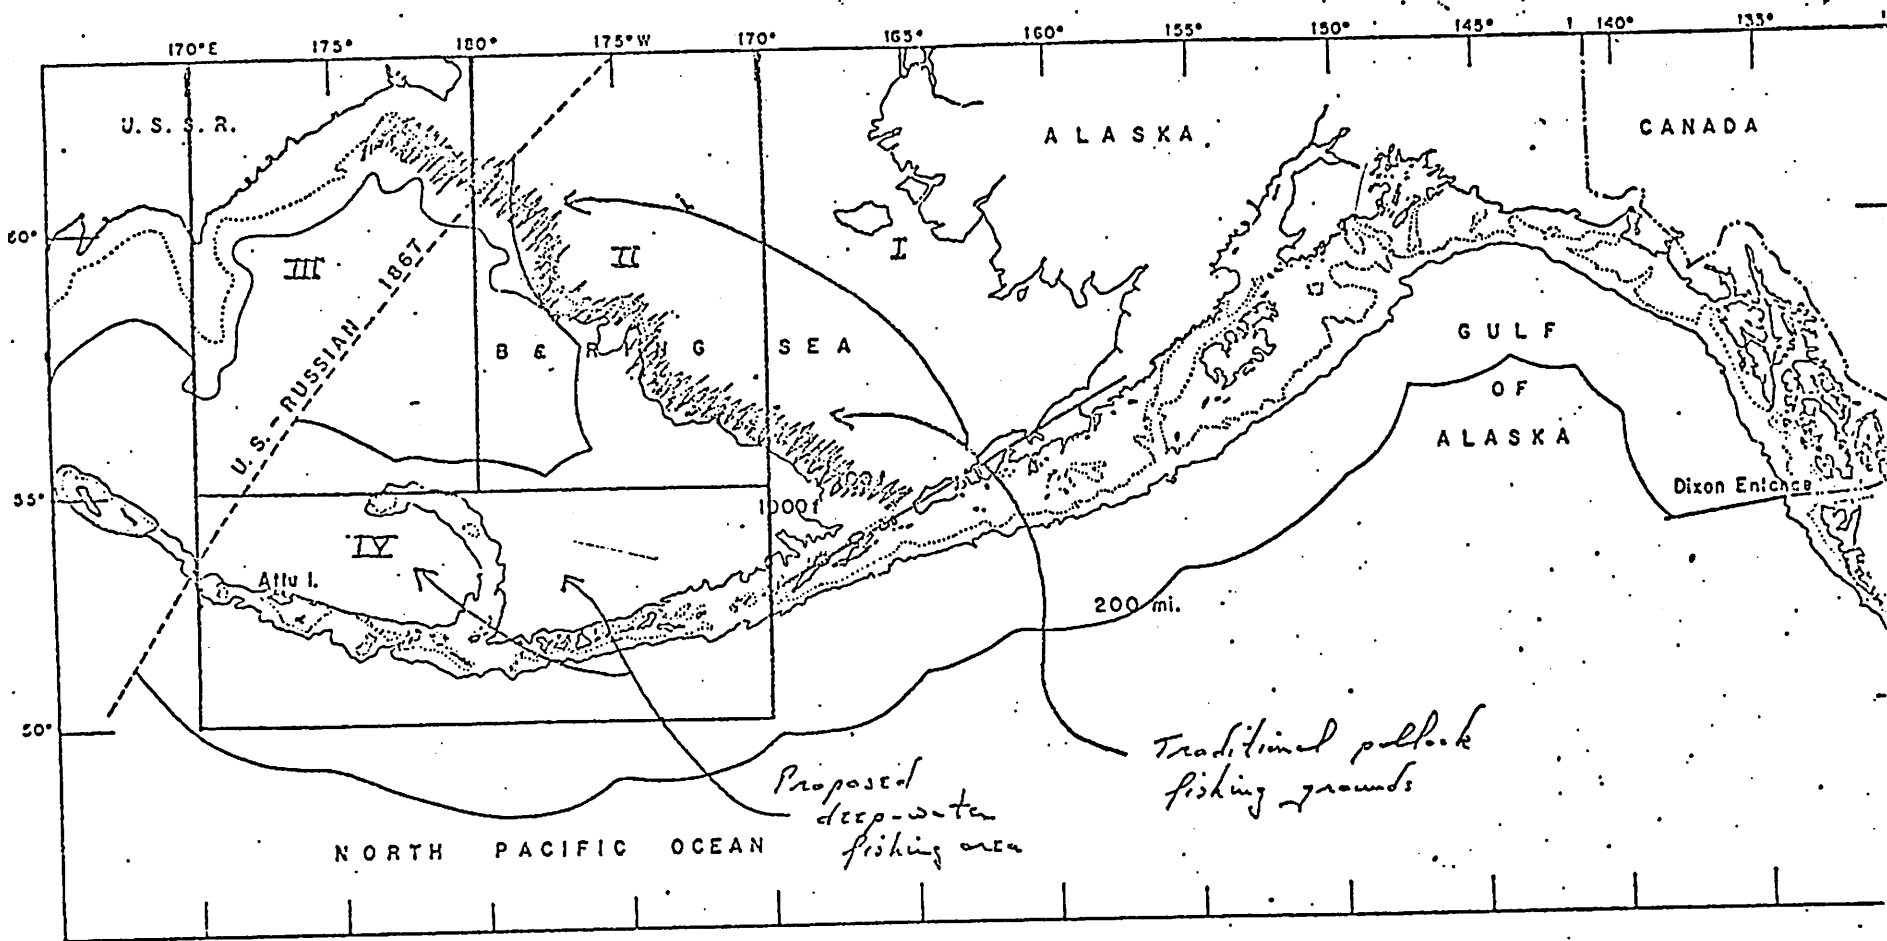 170°E 175° 180° 175°W 170° 165° 160° 155° 150° 145° 140° 135°
U.S.S.R.
ALASKA
CANADA
60°
III
II
I
U.S. - RUSSIAN 1867
BERING SEA
GULF
OF
ALASKA
55°
Dixon Entrance
1000f
IV
Attu I.
200 mi.
50°
Traditional pollock
fishing grounds
Proposed
deep-water
fishing area
NORTH PACIFIC OCEAN